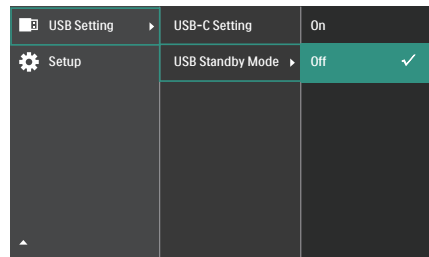 USB Setting
USB-C Setting
On
Setup
USB Standby Mode
Off